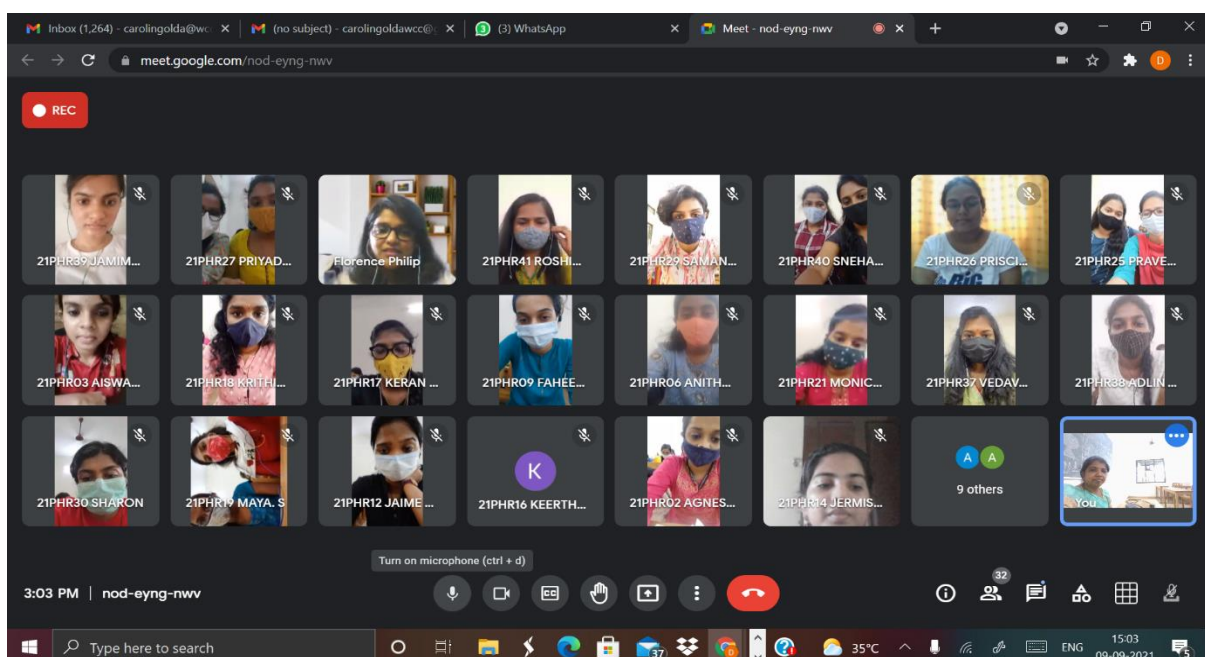 Inbox (1,264) - carolingolda@wc
(no subject) - carolingoldawcc@
(3) WhatsApp
Meet - nod-eyng-nwv
meet.google.com/nod-eyng-nwv
D
REC
21PHR39 JAMIM...
21PHR27 PRIYAD...
Florence Philip
21PHR41 ROSHI...
21PHR29 SAMAN...
21PHR40 SNEHA...
21PHR26 PRISCI...
21PHR25 PRAVE...
21PHR03 AISWA...
21PHR18 KRITHI...
21PHR17 KERAN ...
21PHR09 FAHEE...
21PHR06 ANITH...
21PHR21 MONIC...
21PHR37 VEDAV...
21PHR38 ADLIN ...
21PHR30 SHARON
21PHR19 MAYA. S
21PHR12 JAIME ...
K
21PHR16 KEERTH...
21PHR02 AGNES...
21PHR14 JERMIS...
A A
9 others
You
Turn on microphone (ctrl + d)
3:03 PM | nod-eyng-nwv
CC
32
Type here to search
37
35°C
ENG
15:03
09-09-2021
5